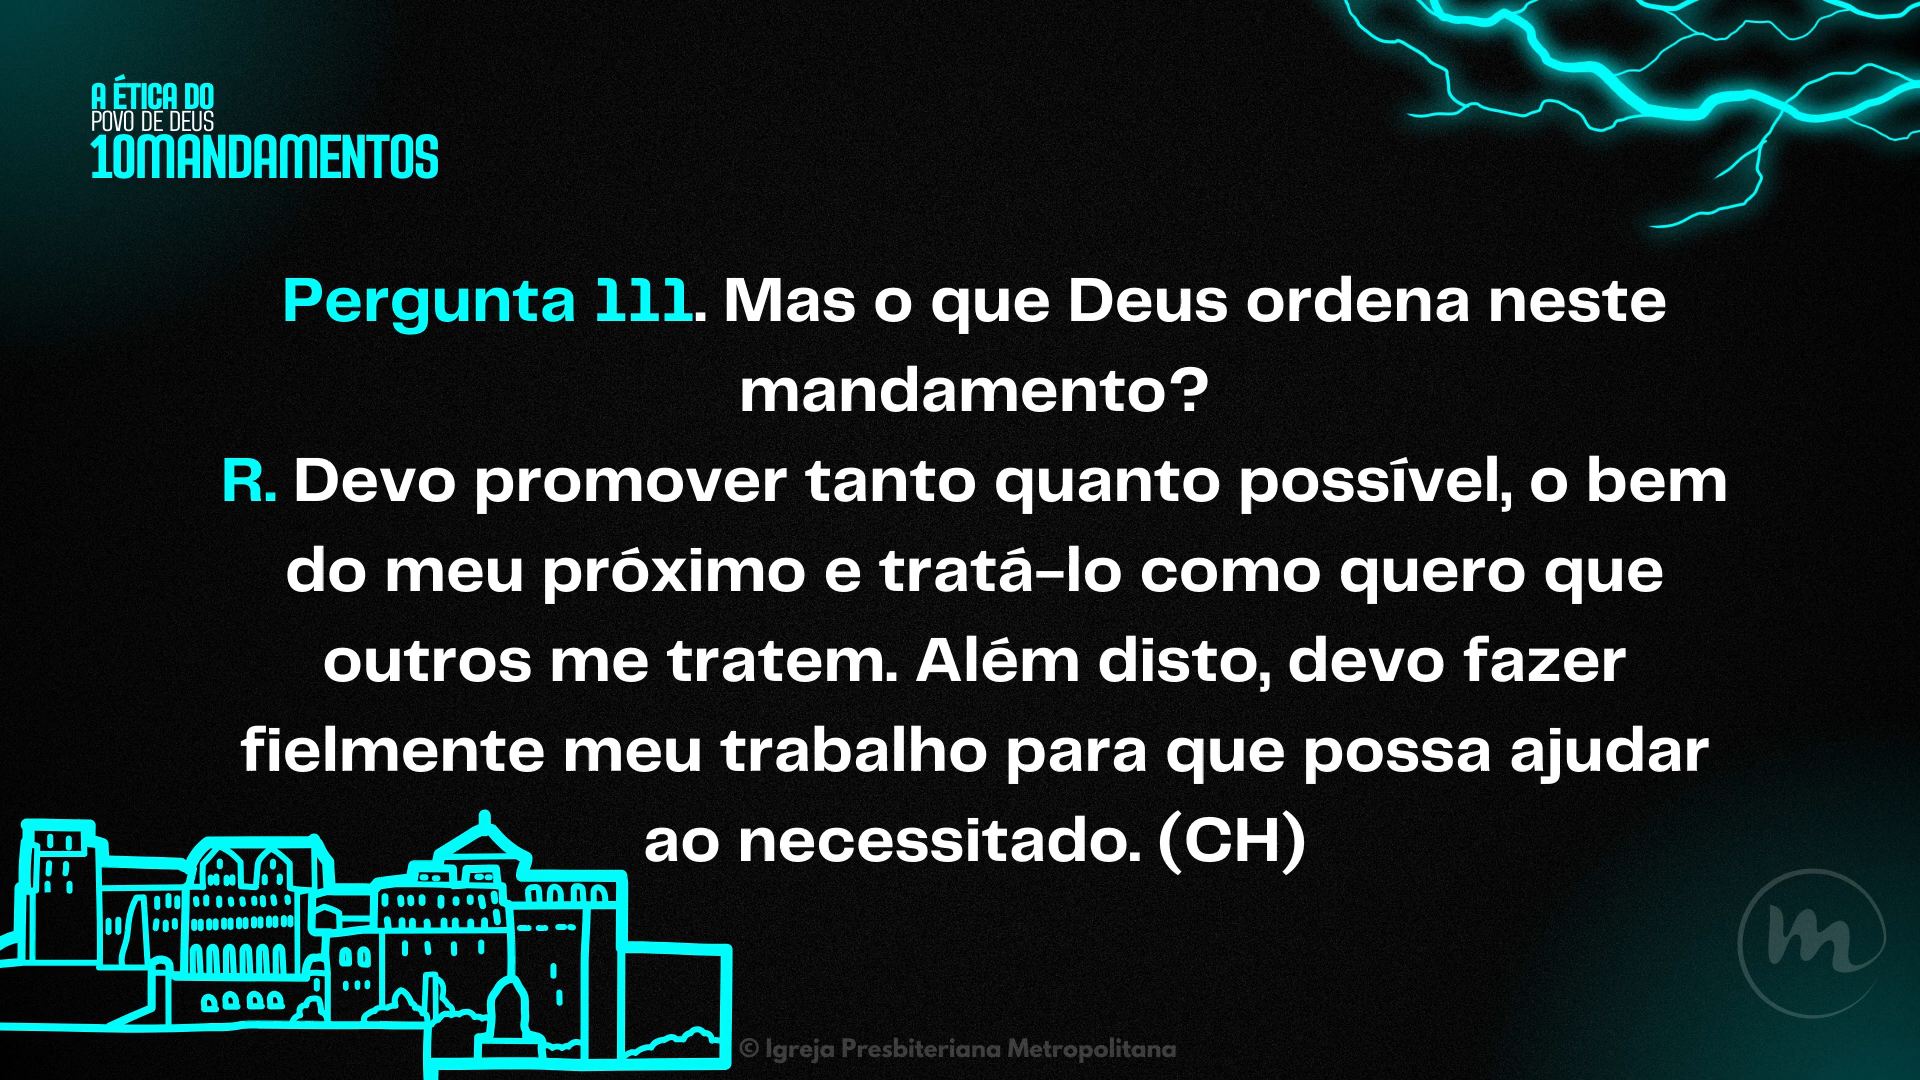 A ÉTICA DO
POVO DE DEUS
10MANDAMENTOS
Pergunta 111. Mas o que Deus ordena neste
mandamento?
R. Devo promover tanto quanto possível, o bem
do meu próximo e tratá-lo como quero que
outros me tratem. Além disto, devo fazer
fielmente meu trabalho para que possa ajudar
ao necessitado. (CH)
m
© Igreja Presbiteriana Metropolitana